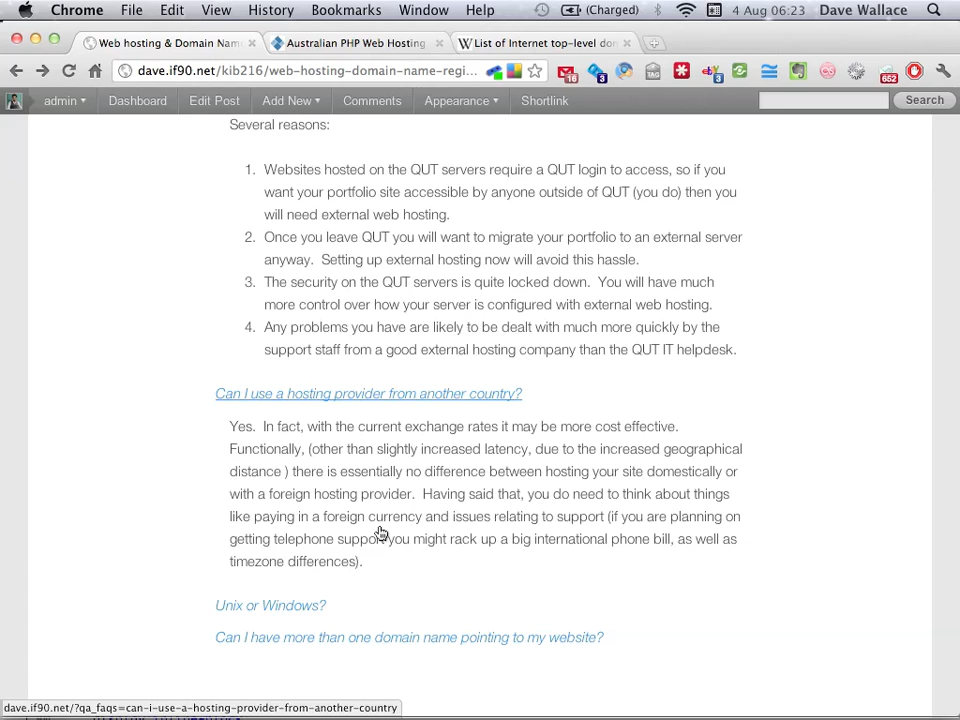 Chrome File Edit View History Bookmarks Window Help (Charged) 4 Aug 06:23 Dave Wallace
Web hosting & Domain Nam Australian PHP Web Hosting List of Internet top-level dom
dave.if90.net/kib216/web-hosting-domain-name-regi... 16 3 TAG 3 652
admin Dashboard Edit Post Add New Comments Appearance Shortlink Search
Several reasons:
1. Websites hosted on the QUT servers require a QUT login to access, so if you
want your portfolio site accessible by anyone outside of QUT (you do) then you
will need external web hosting.
2. Once you leave QUT you will want to migrate your portfolio to an external server
anyway. Setting up external hosting now will avoid this hassle.
3. The security on the QUT servers is quite locked down. You will have much
more control over how your server is configured with external web hosting.
4. Any problems you have are likely to be dealt with much more quickly by the
support staff from a good external hosting company than the QUT IT helpdesk.
Can I use a hosting provider from another country?
Yes. In fact, with the current exchange rates it may be more cost effective.
Functionally, (other than slightly increased latency, due to the increased geographical
distance ) there is essentially no difference between hosting your site domestically or
with a foreign hosting provider. Having said that, you do need to think about things
like paying in a foreign currency and issues relating to support (if you are planning on
getting telephone support you might rack up a big international phone bill, as well as
timezone differences).
Unix or Windows?
Can I have more than one domain name pointing to my website?
dave.if90.net/?qa_faqs=can-i-use-a-hosting-provider-from-another-country